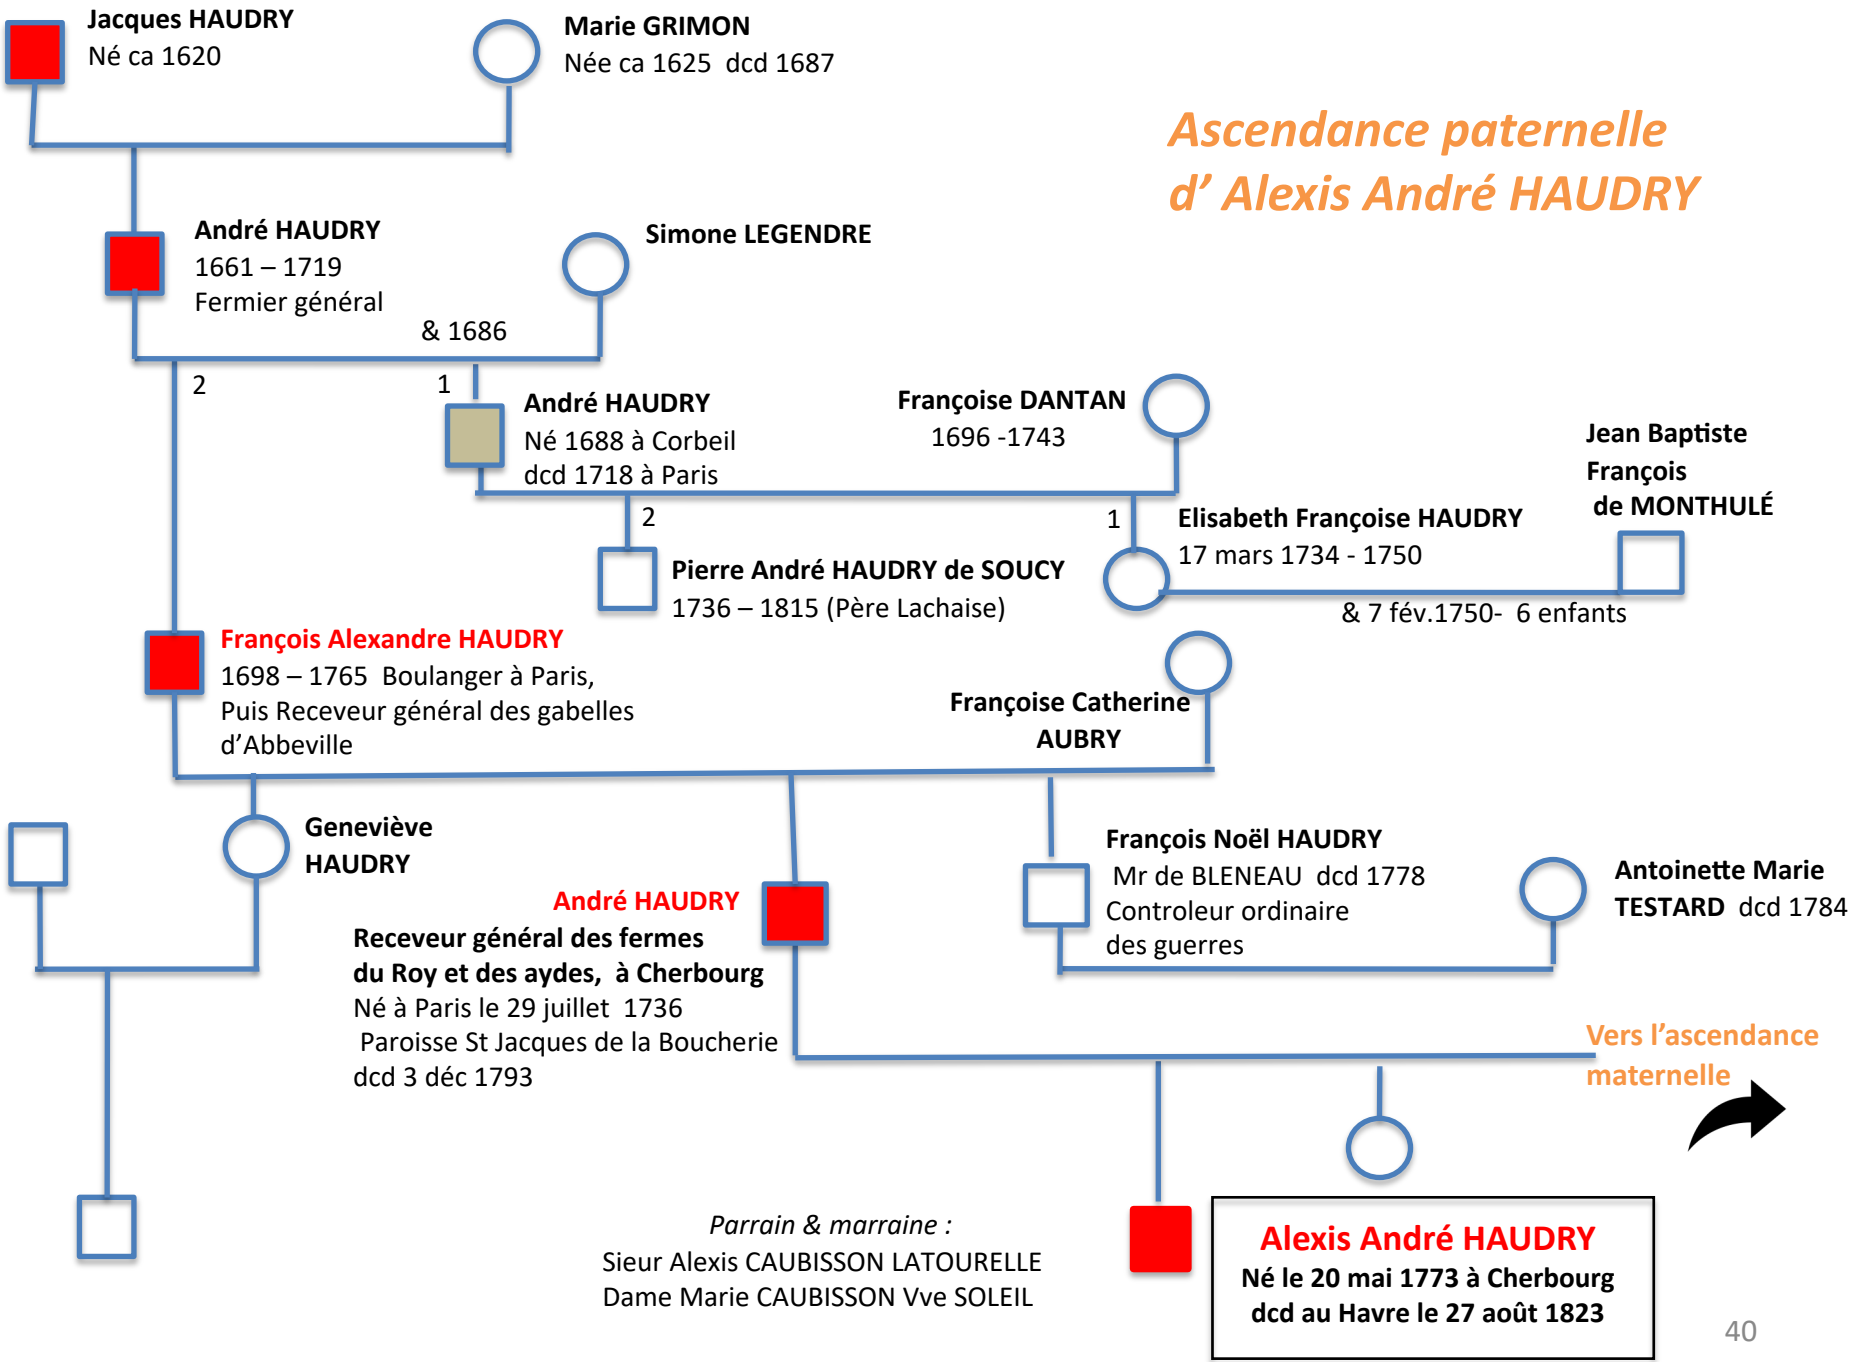 Jacques HAUDRY
Né ca 1620
Marie GRIMON
Née ca 1625  dcd 1687
Ascendance paternelle
d’ Alexis André HAUDRY
André HAUDRY
1661 – 1719
Fermier général
Simone LEGENDRE
& 1686
2
1
André HAUDRY
Né 1688 à Corbeil
dcd 1718 à Paris
Françoise DANTAN
1696 -1743
Jean Baptiste
François
de MONTHULÉ
2
1
Pierre André HAUDRY de SOUCY
1736 – 1815 (Père Lachaise)
Elisabeth Françoise HAUDRY
17 mars 1734 - 1750
& 7 fév.1750-  6 enfants
François Alexandre HAUDRY
1698 – 1765  Boulanger à Paris,
Puis Receveur général des gabelles
d’Abbeville
Françoise Catherine
AUBRY
Geneviève
HAUDRY
André HAUDRY
Receveur général des fermes
du Roy et des aydes,  à Cherbourg
Né à Paris le 29 juillet  1736
Paroisse St Jacques de la Boucherie
dcd 3 déc 1793
François Noël HAUDRY
Mr de BLENEAU  dcd 1778
Controleur ordinaire
des guerres
Antoinette Marie
TESTARD  dcd 1784
Vers l’ascendance
maternelle
Parrain & marraine :
Sieur Alexis CAUBISSON LATOURELLE
Dame Marie CAUBISSON Vve SOLEIL
Alexis André HAUDRY
Né le 20 mai 1773 à Cherbourg
dcd au Havre le 27 août 1823
40